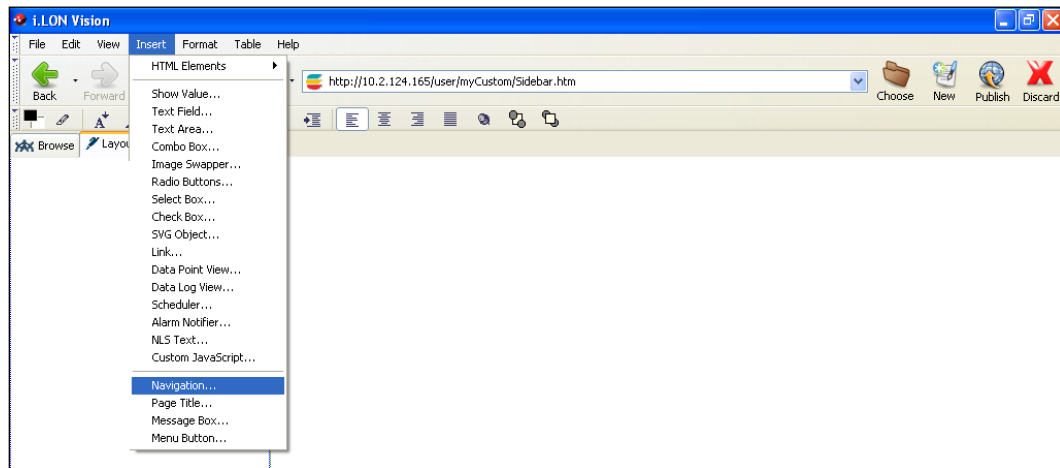 i.LON Vision
File Edit View Insert Format Table Help
Back Forward http://10.2.124.165/user/myCustom/Sidebar.htm Choose New Publish Discard
Browse Layou
HTML Elements
Show Value...
Text Field...
Text Area...
Combo Box...
Image Swapper...
Radio Buttons...
Select Box...
Check Box...
SVG Object...
Link...
Data Point View...
Data Log View...
Scheduler...
Alarm Notifier...
NLS Text...
Custom JavaScript...
Navigation...
Page Title...
Message Box...
Menu Button...